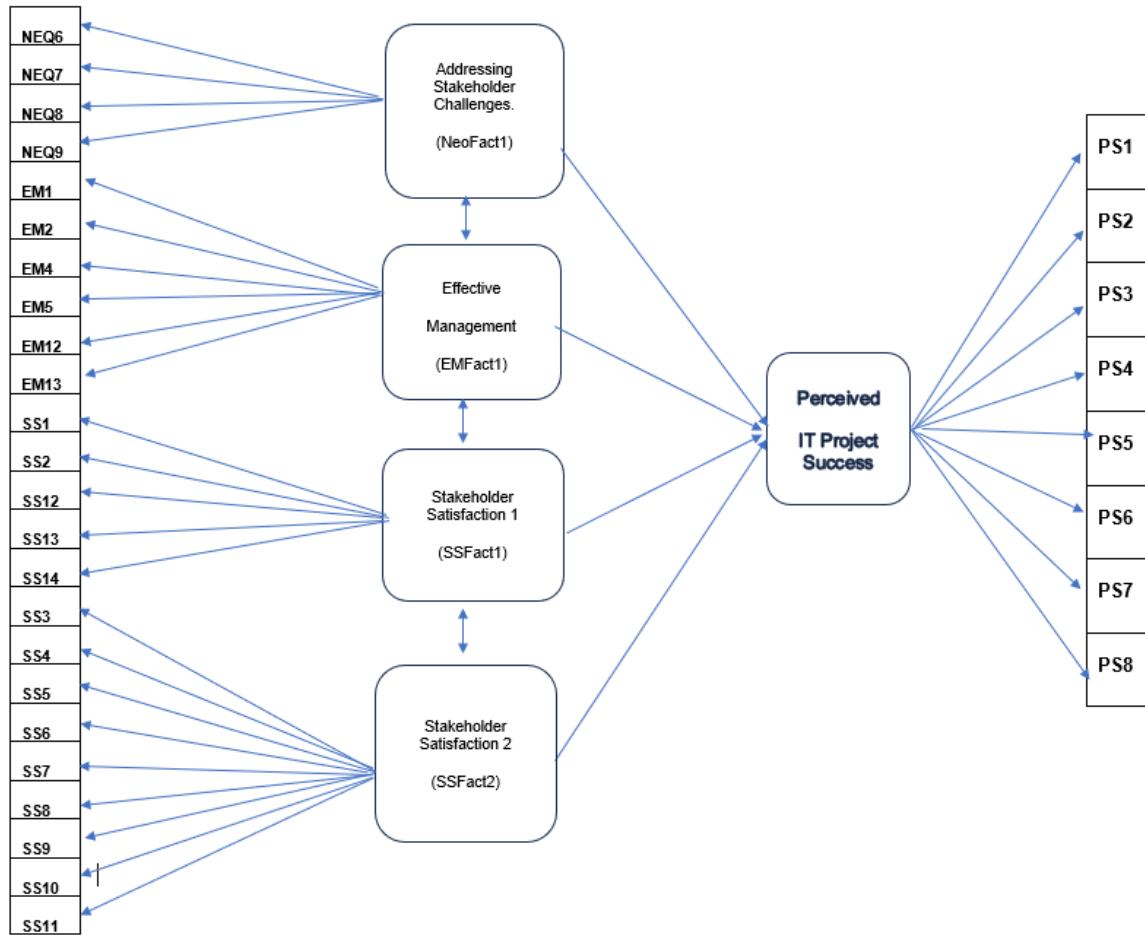 NEQ6
NEQ7
NEQ8
NEQ9
EM1
EM2
EM4
EM5
EM12
EM13
SS1
SS2
SS12
SS13
SS14
SS3
SS4
SS5
SS6
SS7
SS8
SS9
SS10
SS11
Addressing
Stakeholder
Challenges.
(NeoFact1)
Effective
Management
(EMFact1)
Stakeholder
Satisfaction 1
(SSFact1)
Stakeholder
Satisfaction 2
(SSFact2)
Perceived
IT Project
Success
PS1
PS2
PS3
PS4
PS5
PS6
PS7
PS8